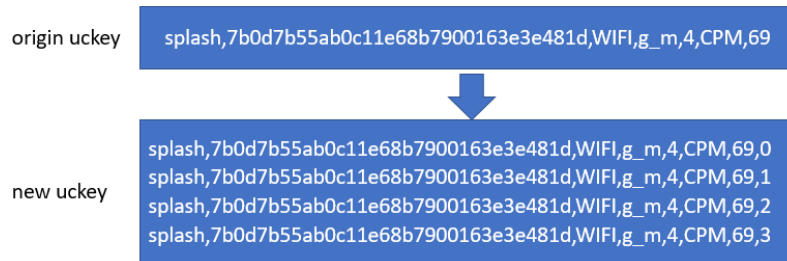 origin uckey
splash,7b0d7b55ab0c11e68b7900163e3e481d,WIFI,g_m,4,CPM,69
splash,7b0d7b55ab0c11e68b7900163e3e481d,WIFI,g_m,4,CPM,69,0
splash,7b0d7b55ab0c11e68b7900163e3e481d,WIFI,g_m,4,CPM,69,1
new uckey
splash,7b0d7b55ab0c11e68b7900163e3e481d,WIFI,g_m,4,CPM,69,2
splash,7b0d7b55ab0c11e68b7900163e3e481d,WIFI,g_m,4,CPM,69,3